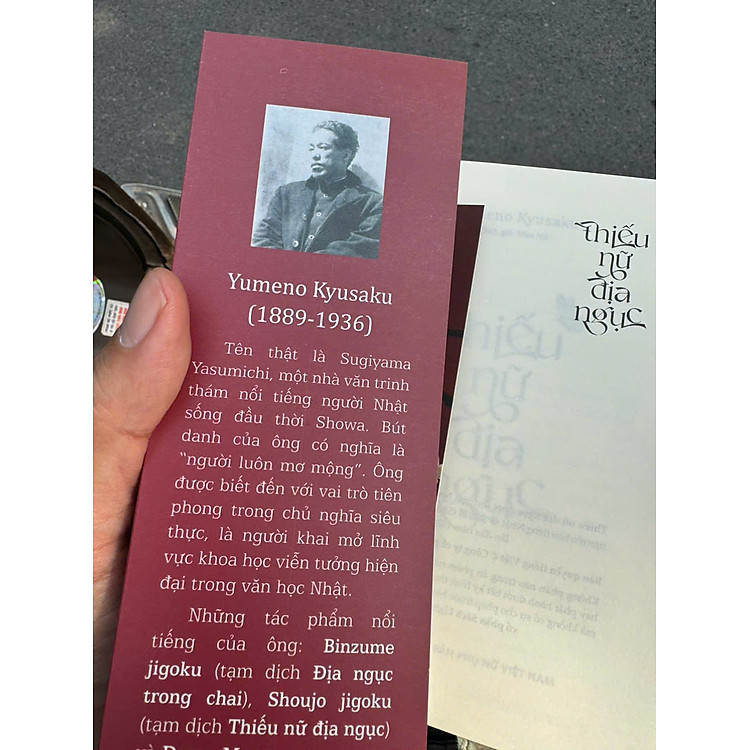 Yumeno Kyusaku
(1889-1936)
Tên thật là Sugiyama
Yasumichi, một nhà văn trinh
thám nổi tiếng người Nhật
sống đầu thời Showa. Bút
danh của ông có nghĩa là
“người luôn mơ mộng”. Ông
được biết đến với vai trò tiên
phong trong chủ nghĩa siêu
thực, là người khai mở lĩnh
vực khoa học viễn tưởng hiện
đại trong văn học Nhật.
Những tác phẩm nổi
tiếng của ông: Binzume
jigoku (tạm dịch Địa ngục
trong chai), Shoujo jigoku
(tạm dịch Thiếu nữ địa ngục)
thiếu
nữ
địa
ngục